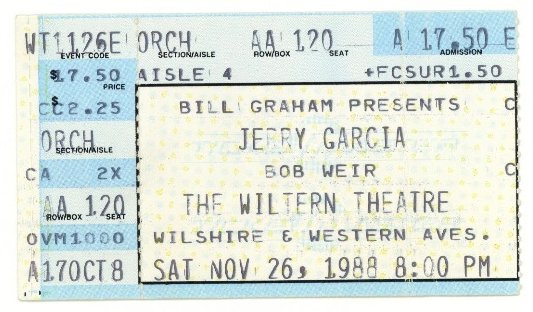 WT1126E ORCH AA 120 A 17.50 E
EVENT CODE SECTION/AISLE ROW/BOX SEAT ADMISSION
$17.50 AISLE 4 +FCSUR1.50
PRICE
$
CC2.25
ORCH
SECTION/AISLE
CA 2X
AA 120
ROW/BOX SEAT
OVM1000
A17OCT8
BILL GRAHAM PRESENTS C
JERRY GARCIA
BOB WEIR C
THE WILTERN THEATRE
WILSHIRE & WESTERN AVES.
SAT NOV 26, 1988 8:00 PM